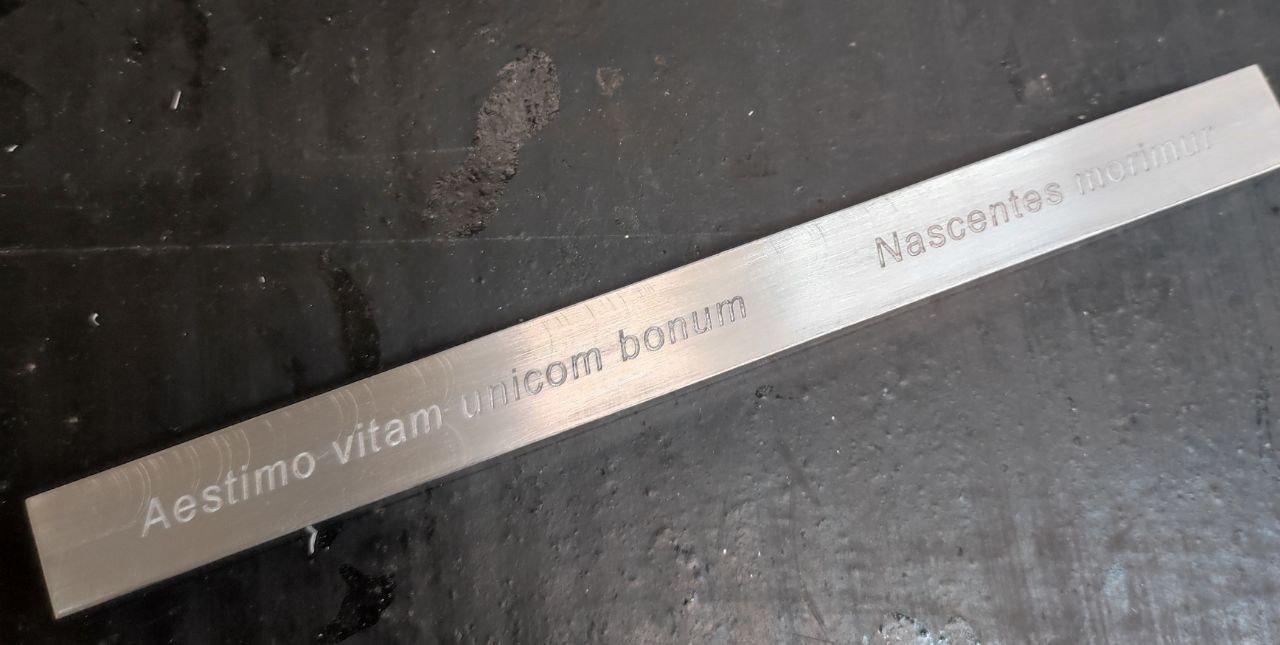 Aestimo vitam unicom bonum
Nascentes morimur